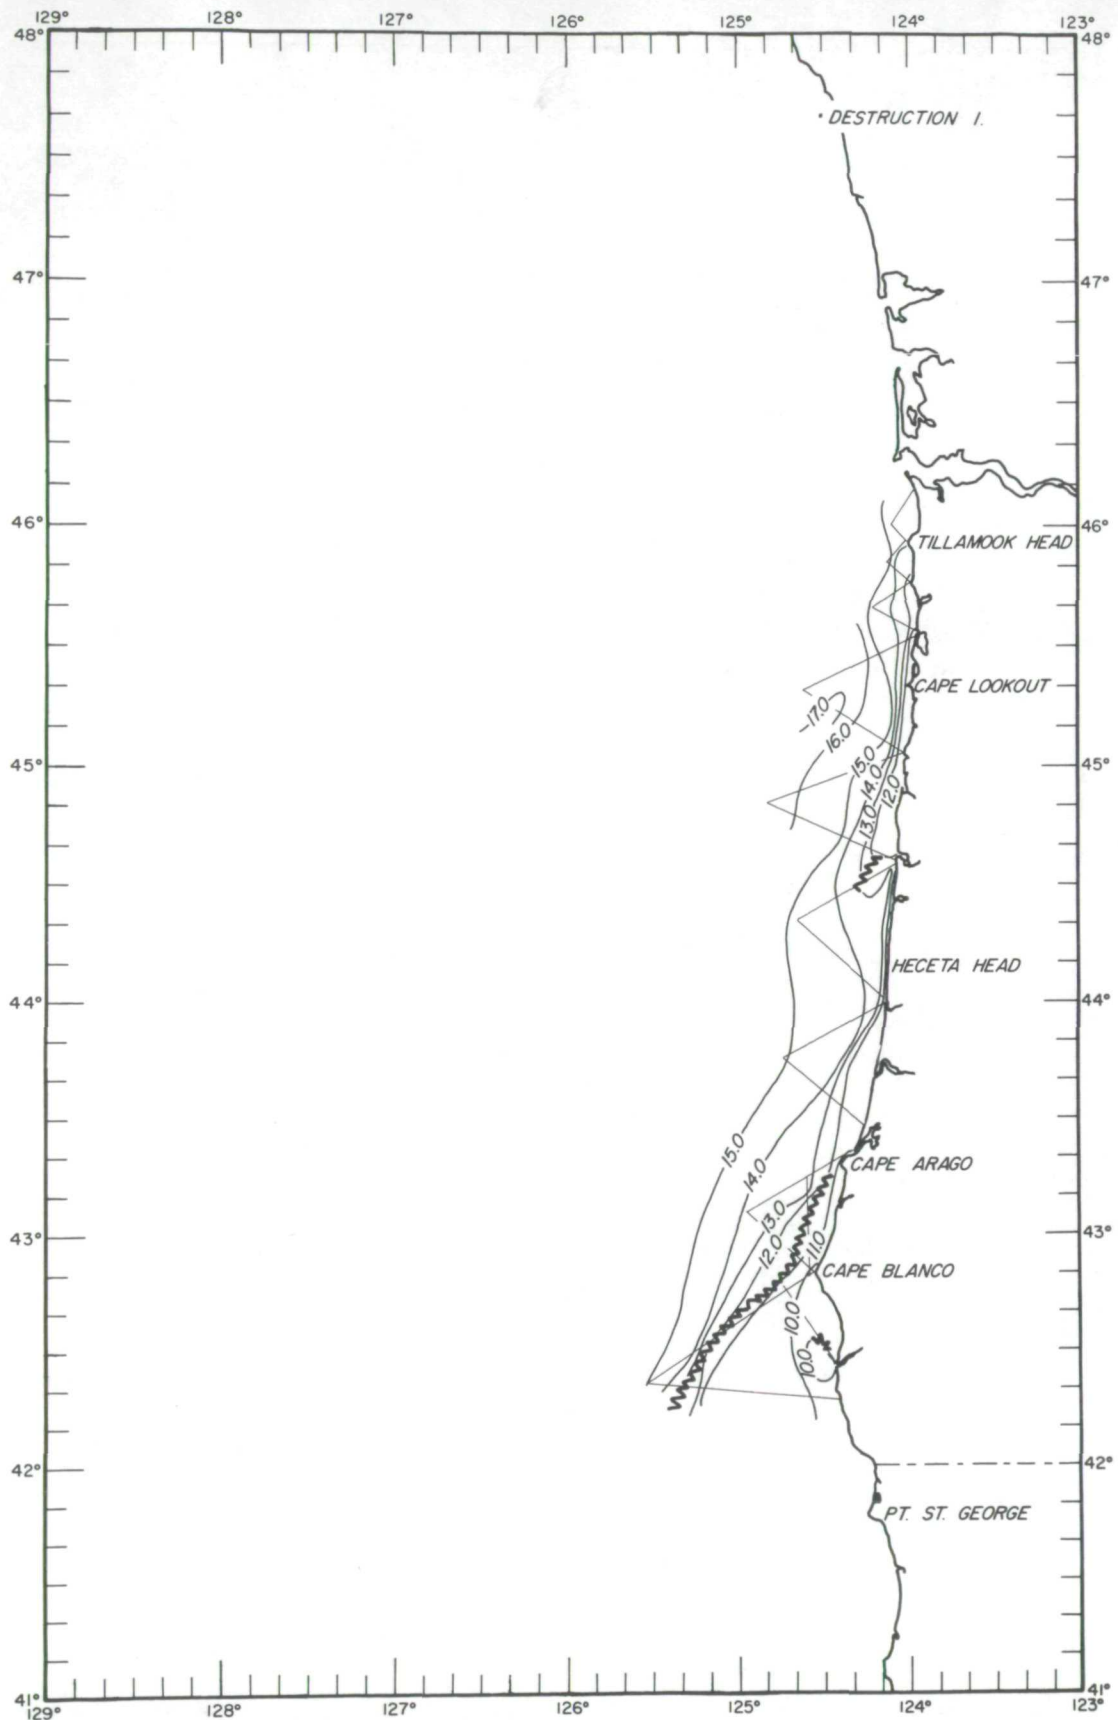 129° 128° 127° 126° 125° 124° 123°
48° 48°
DESTRUCTION I.
47° 47°
46° 46°
TILLAMOOK HEAD
CAPE LOOKOUT
17.0
16.0
45° 45°
15.0
14.0
12.0
13.0
HECETA HEAD
44° 44°
15.0
14.0
CAPE ARAGO
13.0
43° 43°
12.0
11.0
CAPE BLANCO
10.0
10.0
42° 42°
PT. ST. GEORGE
41° 41°
129° 128° 127° 126° 125° 124° 123°